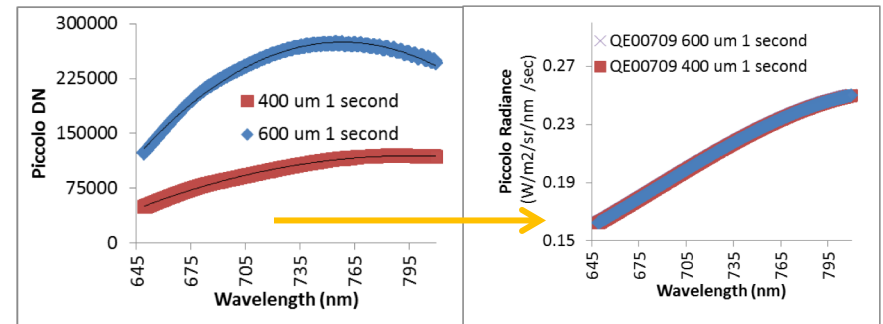 300000
225000
150000
75000
0
Piccolo DN
400 um 1 second
600 um 1 second
645
675
705
735
765
795
Wavelength (nm)
QE00709 600 um 1 second
QE00709 400 um 1 second
0.27
0.23
0.19
0.15
Piccolo Radiance
(W/m2/sr/nm /sec)
645
675
705
735
765
795
Wavelength (nm)